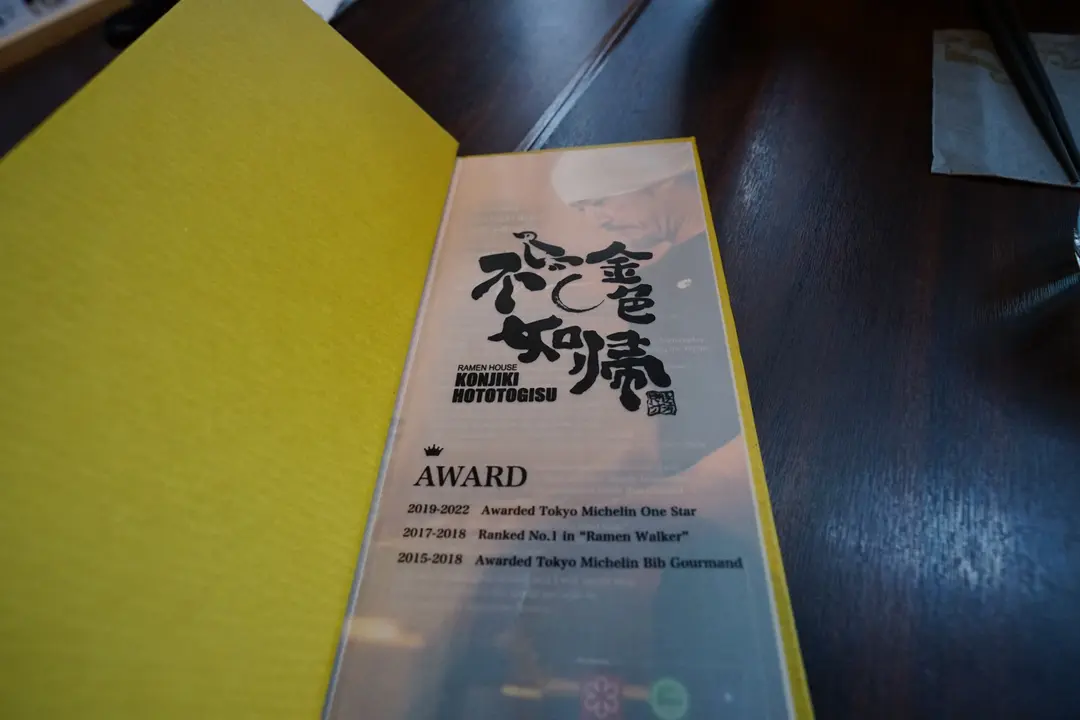 金色
不如帰
RAMEN HOUSE
KONJIKI
HOTOTOGISU
AWARD
2019-2022 Awarded Tokyo Michelin One Star
2017-2018 Ranked No.1 in "Ramen Walker"
2015-2018 Awarded Tokyo Michelin Bib Gourmand